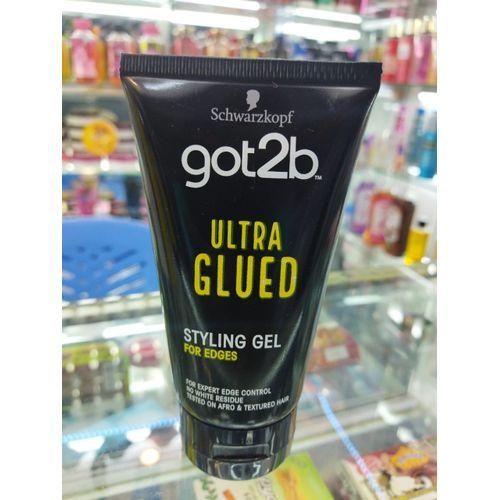 Schwarzkopf
got2b™
ULTRA
GLUED
STYLING GEL
FOR EDGES
FOR EXPERT EDGE CONTROL
NO WHITE RESIDUE
TESTED ON AFRO & TEXTURED HAIR